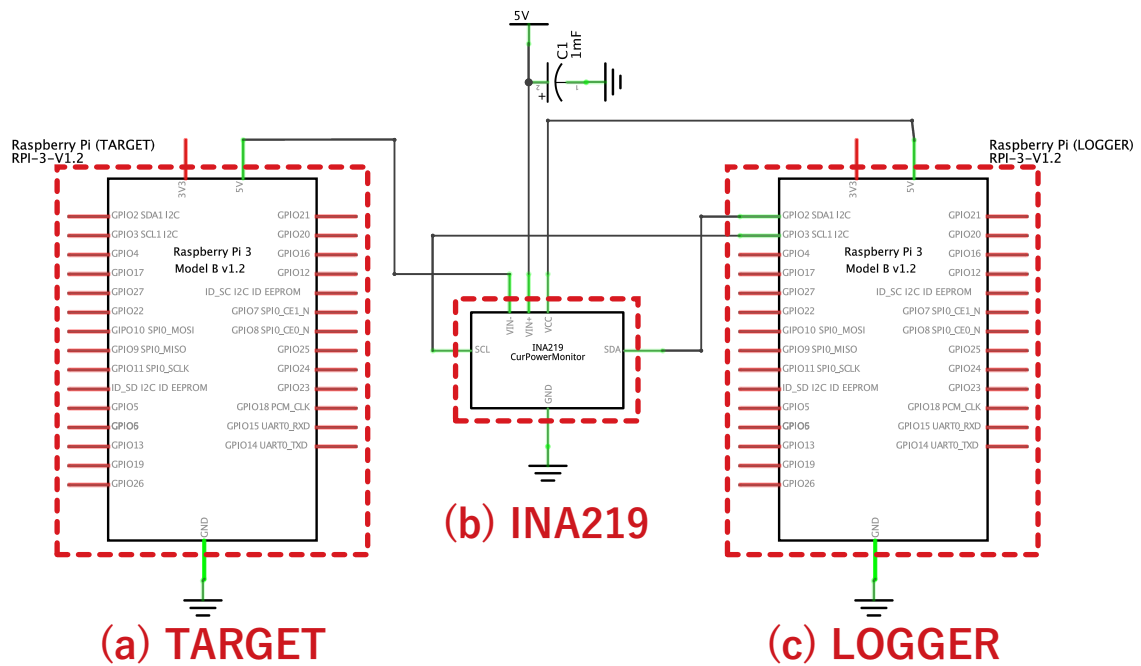 5V
C1
1mF
2
1
+
Raspberry Pi (TARGET)
RPI-3-V1.2
3V3
5V
GPIO2 SDA1 I2C
GPIO3 SCL1 I2C
GPIO4
GPIO17
GPIO27
GPIO22
GIPO10 SPI0_MOSI
GPIO9 SPI0_MISO
GPIO11 SPI0_SCLK
ID_SD I2C ID EEPROM
GPIO5
GPIO6
GPIO13
GPIO19
GPIO26
Raspberry Pi 3
Model B v1.2
GPIO21
GPIO20
GPIO16
GPIO12
ID_SC I2C ID EEPROM
GPIO7 SPI0_CE1_N
GPIO8 SPI0_CE0_N
GPIO25
GPIO24
GPIO23
GPIO18 PCM_CLK
GPIO15 UART0_RXD
GPIO14 UART0_TXD
GND
(a) TARGET
VIN-
VIN+
VCC
SCL
INA219
CurPowerMonitor
SDA
GND
(b) INA219
Raspberry Pi (LOGGER)
RPI-3-V1.2
3V3
5V
GPIO2 SDA1 I2C
GPIO3 SCL1 I2C
GPIO4
GPIO17
GPIO27
GPIO22
GIPO10 SPI0_MOSI
GPIO9 SPI0_MISO
GPIO11 SPI0_SCLK
ID_SD I2C ID EEPROM
GPIO5
GPIO6
GPIO13
GPIO19
GPIO26
Raspberry Pi 3
Model B v1.2
GPIO21
GPIO20
GPIO16
GPIO12
ID_SC I2C ID EEPROM
GPIO7 SPI0_CE1_N
GPIO8 SPI0_CE0_N
GPIO25
GPIO24
GPIO23
GPIO18 PCM_CLK
GPIO15 UART0_RXD
GPIO14 UART0_TXD
GND
(c) LOGGER